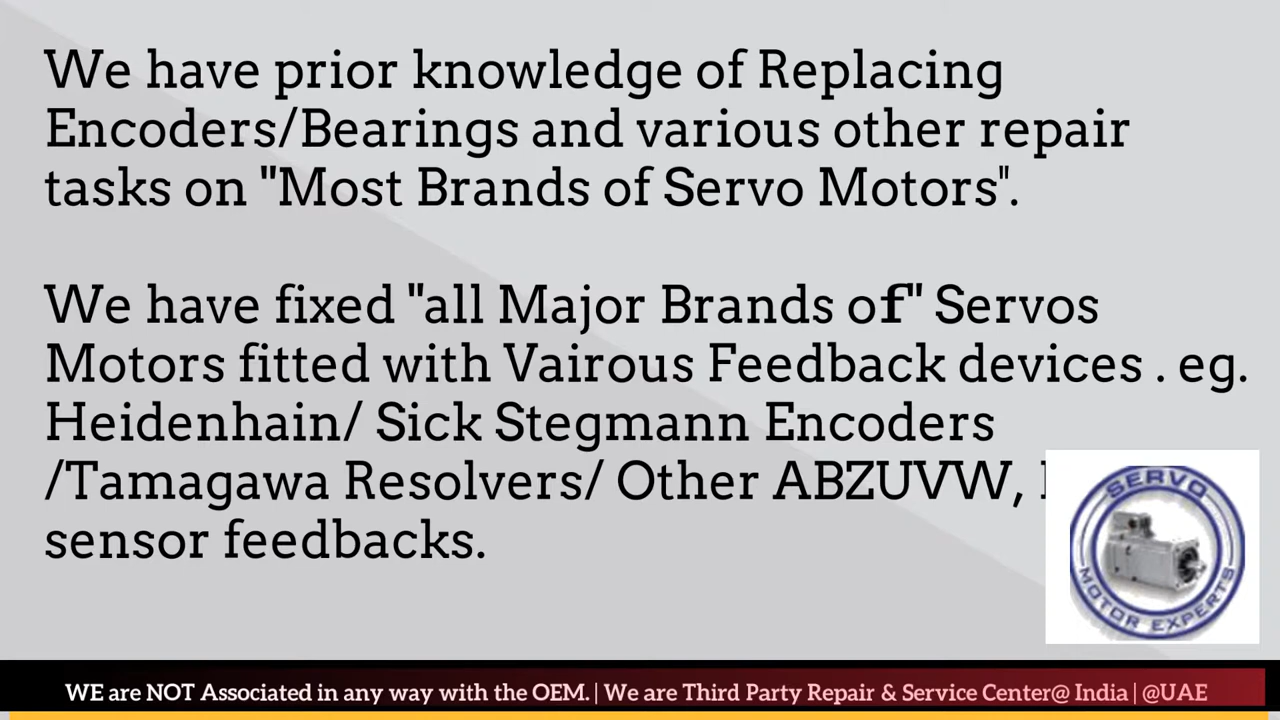 We have prior knowledge of Replacing
Encoders/Bearings and various other repair
tasks on "Most Brands of Servo Motors".
We have fixed "all Major Brands of" Servos
Motors fitted with Vairous Feedback devices . eg.
Heidenhain/ Sick Stegmann Encoders
/Tamagawa Resolvers/ Other ABZUVW,
sensor feedbacks.
SERVO
MOTOR EXPERTS
WE are NOT Associated in any way with the OEM. | We are Third Party Repair & Service Center@ India | @UAE